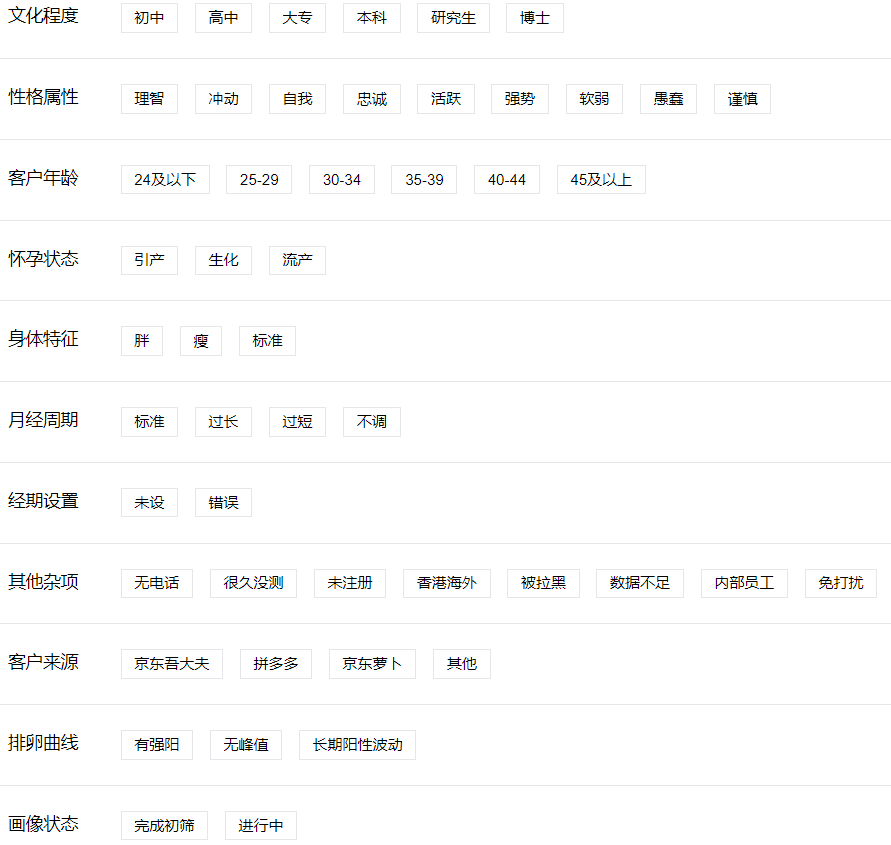 文化程度 初中 高中 大专 本科 研究生 博士
性格属性 理智 冲动 自我 忠诚 活跃 强势 软弱 愚蠢 谨慎
客户年龄 24及以下 25-29 30-34 35-39 40-44 45及以上
怀孕状态 引产 生化 流产
身体特征 胖 瘦 标准
月经周期 标准 过长 过短 不调
经期设置 未设 错误
其他杂项 无电话 很久没测 未注册 香港海外 被拉黑 数据不足 内部员工 免打扰
客户来源 京东吾大夫 拼多多 京东萝卜 其他
排卵曲线 有强阳 无峰值 长期阳性波动
画像状态 完成初筛 进行中